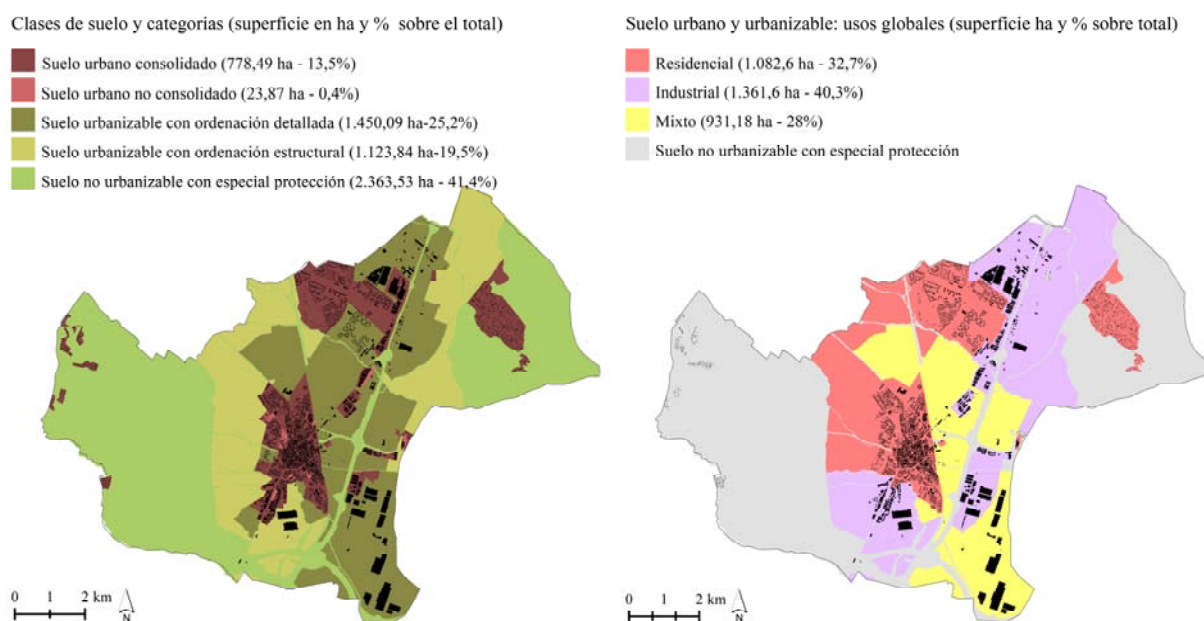 Clases de suelo y categorias (superficie en ha y % sobre el total)
Suelo urbano consolidado (778,49 ha - 13,5%)
Suelo urbano no consolidado (23,87 ha - 0,4%)
Suelo urbanizable con ordenación detallada (1.450,09 ha-25,2%)
Suelo urbanizable con ordenación estructural (1.123,84 ha-19,5%)
Suelo no urbanizable con especial protección (2.363,53 ha - 41,4%)
0 1 2 km
N
Suelo urbano y urbanizable: usos globales (superficie ha y % sobre total)
Residencial (1.082,6 ha - 32,7%)
Industrial (1.361,6 ha - 40,3%)
Mixto (931,18 ha - 28%)
Suelo no urbanizable con especial protección
0 1 2 km
N